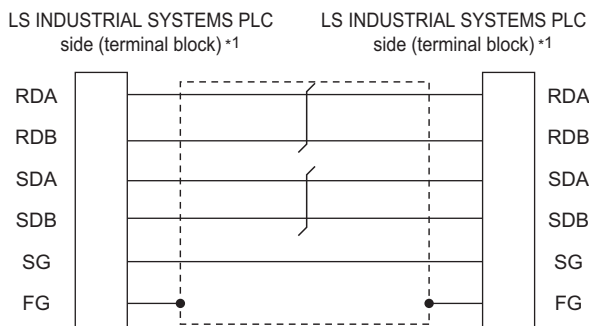 LS INDUSTRIAL SYSTEMS PLC
side (terminal block) *1
LS INDUSTRIAL SYSTEMS PLC
side (terminal block) *1
RDA
RDA
RDB
RDB
SDA
SDA
SDB
SDB
SG
SG
FG
FG